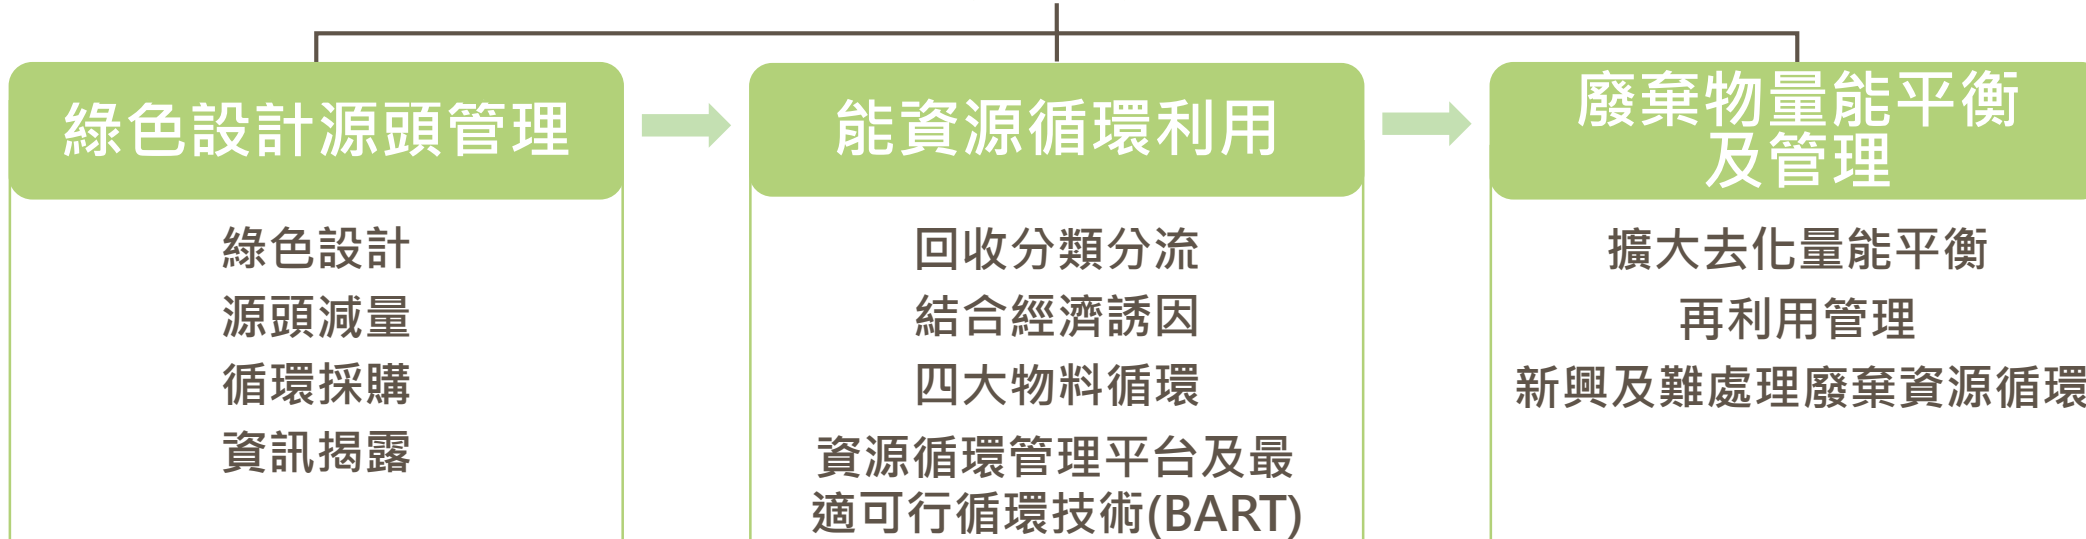 綠色設計源頭管理
綠色設計
源頭減量
循環採購
資訊揭露
能資源循環利用
回收分類分流
結合經濟誘因
四大物料循環
資源循環管理平台及最
適可行循環技術(BART)
廢棄物量能平衡
及管理
擴大去化量能平衡
再利用管理
新興及難處理廢棄資源循環